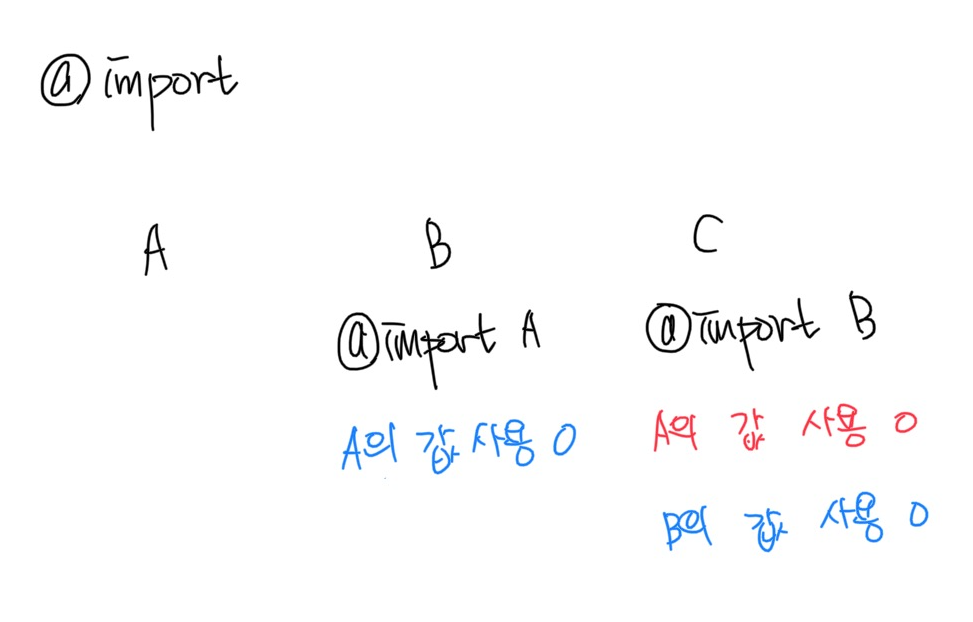 @import
A B C
@import A @import B
A의 값 사용 O A의 값 사용 O
B의 값 사용 O